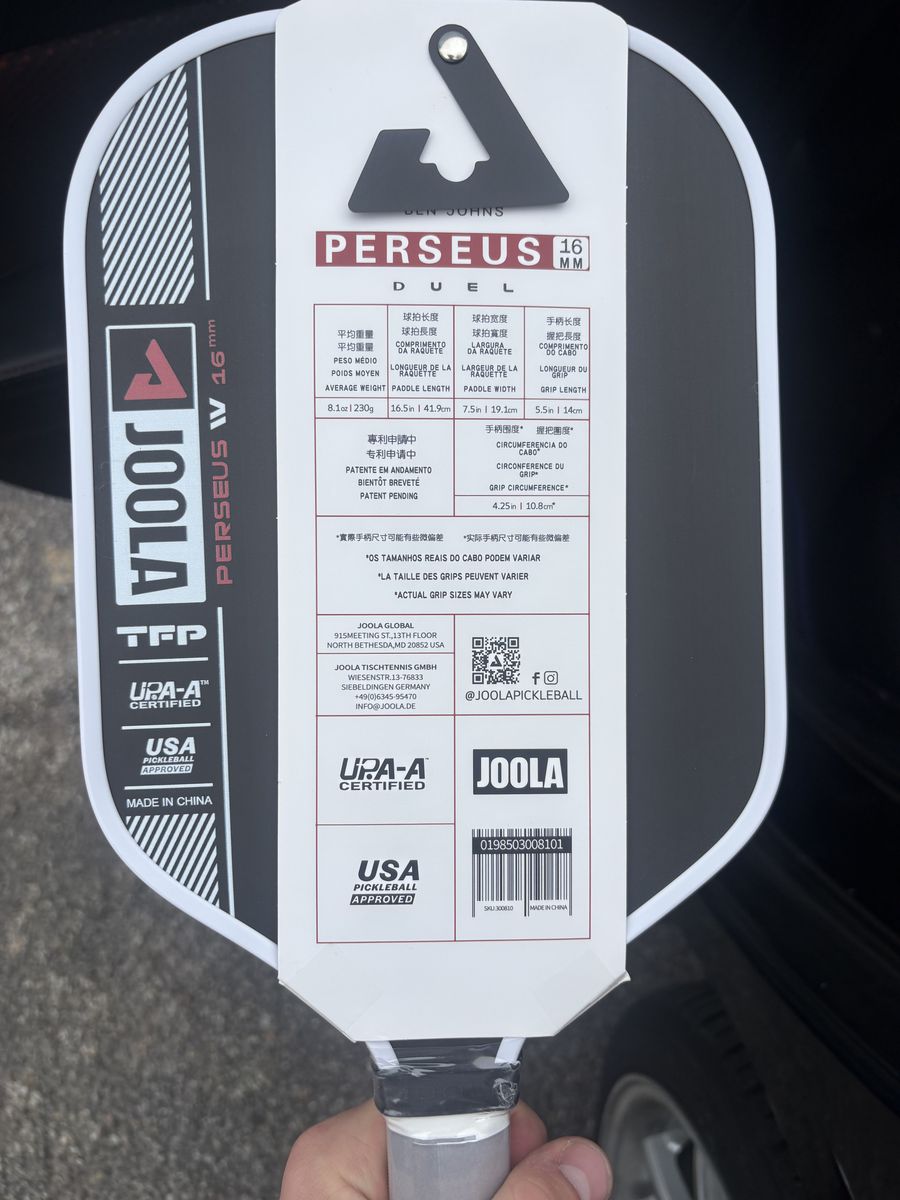 BEN JOHNS
PERSEUS 16 MM
DUEL
平均重量
平均重量
PESO MÉDIO
POIDS MOYEN
AVERAGE WEIGHT
球拍长度
球拍長度
COMPRIMENTO
DA RAQUETE
LONGUEUR DE LA
RAQUETTE
PADDLE LENGTH
球拍宽度
球拍寬度
LARGURA
DA RAQUETE
LARGEUR DE LA
RAQUETTE
PADDLE WIDTH
手柄长度
握把長度
COMPRIMENTO
DO CABO
LONGUEUR DU
GRIP
GRIP LENGTH
8.1oz | 230g
16.5in | 41.9cm
7.5in | 19.1cm
5.5in | 14cm
專利申請中
专利申请中
PATENTE EM ANDAMENTO
BIENTÔT BREVETÉ
PATENT PENDING
手柄围度* 握把圍度*
CIRCUMFERENCIA DO
CABO*
CIRCONFERENCE DU
GRIP*
GRIP CIRCUMFERENCE*
4.25in | 10.8cm*
*實際手柄尺寸可能有些微偏差 *实际手柄尺寸可能有些微偏差
*OS TAMANHOS REAIS DO CABO PODEM VARIAR
*LA TAILLE DES GRIPS PEUVENT VARIER
*ACTUAL GRIP SIZES MAY VARY
JOOLA GLOBAL
915MEETING ST.,13TH FLOOR
NORTH BETHESDA,MD 20852 USA
JOOLA TISCHTENNIS GMBH
WIESENSTR.13-76833
SIEBELDINGEN GERMANY
+49(0)6345-95470
INFO@JOOLA.DE
@JOOLAPICKLEBALL
UPA-A
CERTIFIED
JOOLA
USA
PICKLEBALL
APPROVED
0198503008101
SKU.300810
MADE IN CHINA
JOOLA
PERSEUS W 16mm
TFP
UPA-A™
CERTIFIED
USA
PICKLEBALL
APPROVED
MADE IN CHINA